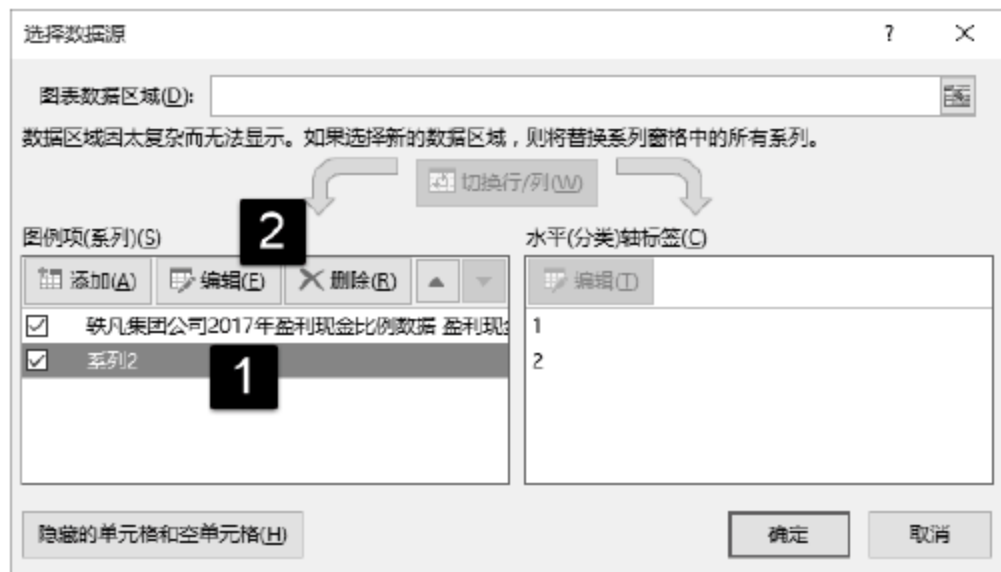 选择数据源 ? ×
图表数据区域(D):
数据区域因太复杂而无法显示。如果选择新的数据区域，则将替换系列窗格中的所有系列。
切换行/列(W)
图例项(系列)(S) 2 水平(分类)轴标签(C)
添加(A) 编辑(E) 删除(R) 编辑(T)
轶凡集团公司2017年盈利现金比例数据 盈利现 1
系列2 1 2
隐藏的单元格和空单元格(H) 确定 取消